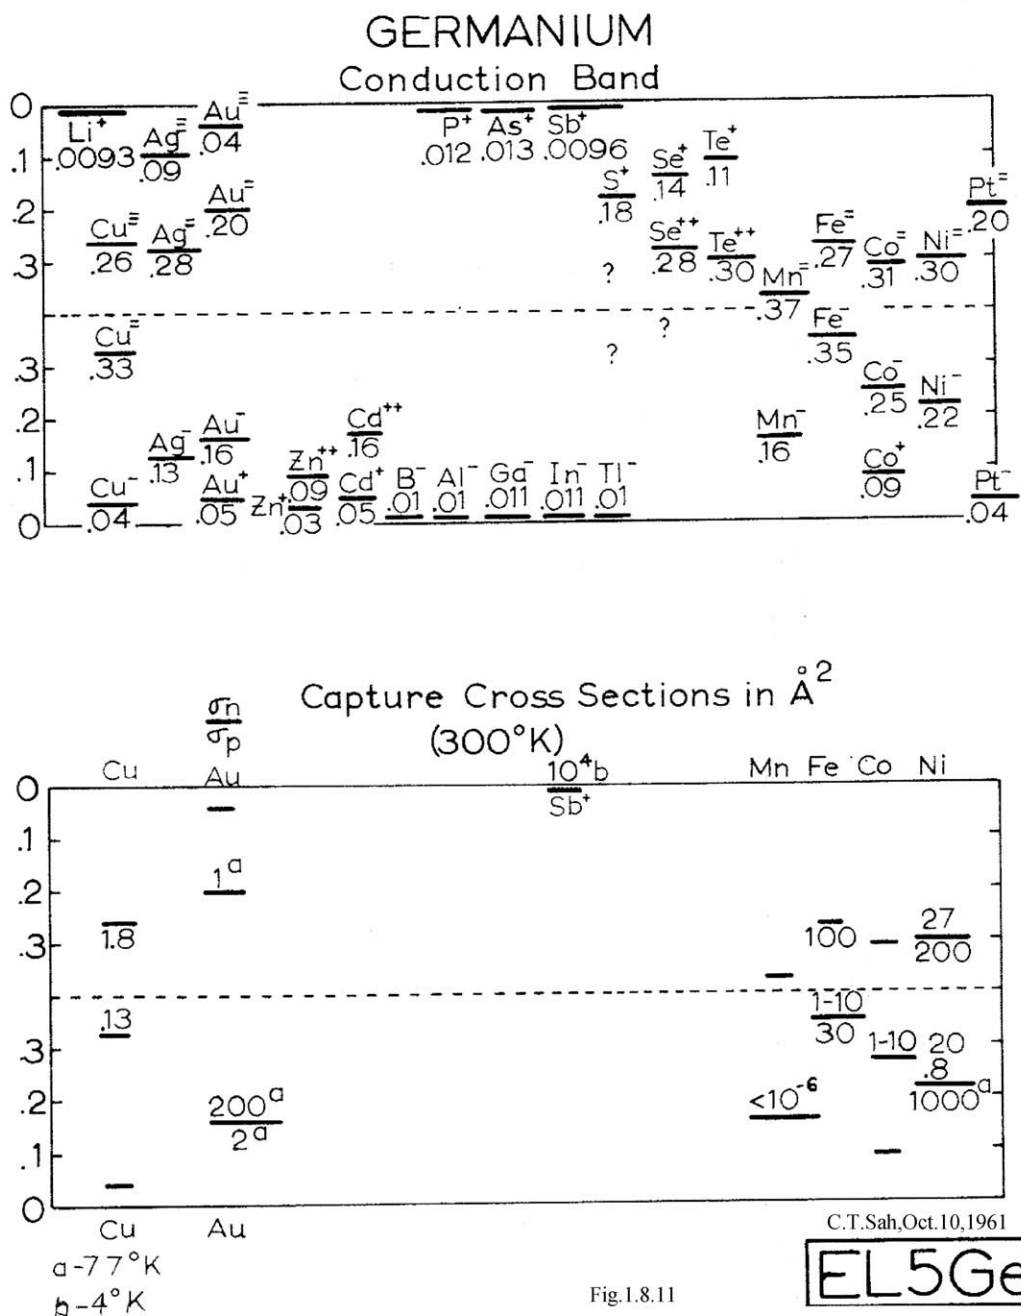 GERMANIUM
Conduction Band
0
.1
.2
.3
.3
.2
.1
0
Li⁺
.0093
Ag≡
.09
Au≡
.04
P⁺
.012
As⁺
.013
Sb⁺
.0096
S⁺
.18
Se⁺
.14
Te⁺
.11
Au⁼
.20
Pt⁼
.20
Cu≡
.26
Ag⁼
.28
Se⁺⁺
.28
Te⁺⁺
.30
Mn⁼
.37
Fe⁼
.27
Co⁼
.31
Ni⁼
.30
?
?
?
Cu⁼
.33
Fe⁻
.35
Co⁻
.25
Ni⁻
.22
Ag⁻
.13
Au⁻
.16
Cd⁺⁺
.16
Mn⁻
.16
Cu⁻
.04
Au⁺
.05
Zn⁺
.03
Zn⁺⁺
.09
Cd⁺
.05
B⁻
.01
Al⁻
.01
Ga⁻
.011
In⁻
.011
Tl⁻
.01
Co⁺
.09
Pt⁻
.04
Capture Cross Sections in Å²
(300°K)
σn
σp
Cu
Au
10⁴b
Sb⁺
Mn
Fe
Co
Ni
0
.1
.2
.3
.3
.2
.1
0
1ᵃ
1.8
100
27
200
.13
1-10
30
1-10
20
.8
1000ᵃ
200ᵃ
2ᵃ
<10⁻⁶
Cu
Au
a-77°K
b-4°K
C.T.Sah,Oct.10,1961
Fig.1.8.11
EL5Ge